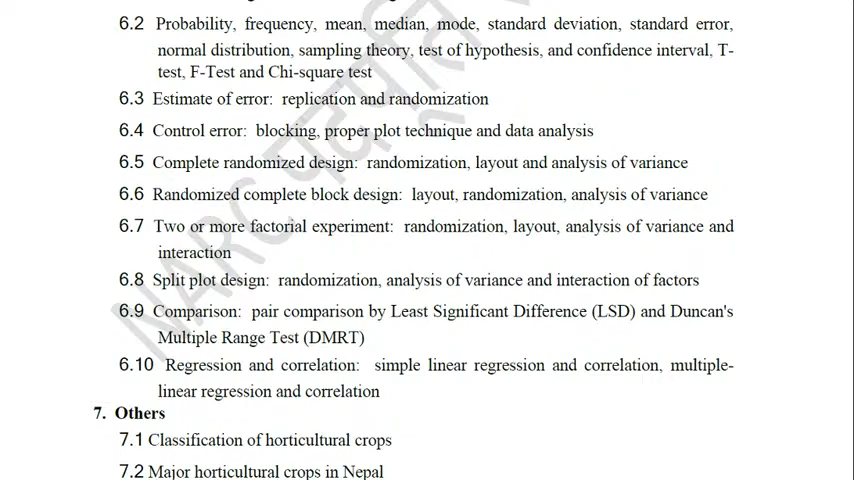 6.2 Probability, frequency, mean, median, mode, standard deviation, standard error,
normal distribution, sampling theory, test of hypothesis, and confidence interval, T-
test, F-Test and Chi-square test
6.3 Estimate of error: replication and randomization
6.4 Control error: blocking, proper plot technique and data analysis
6.5 Complete randomized design: randomization, layout and analysis of variance
6.6 Randomized complete block design: layout, randomization, analysis of variance
6.7 Two or more factorial experiment: randomization, layout, analysis of variance and
interaction
6.8 Split plot design: randomization, analysis of variance and interaction of factors
6.9 Comparison: pair comparison by Least Significant Difference (LSD) and Duncan's
Multiple Range Test (DMRT)
6.10 Regression and correlation: simple linear regression and correlation, multiple-
linear regression and correlation
7. Others
7.1 Classification of horticultural crops
7.2 Major horticultural crops in Nepal
NARC